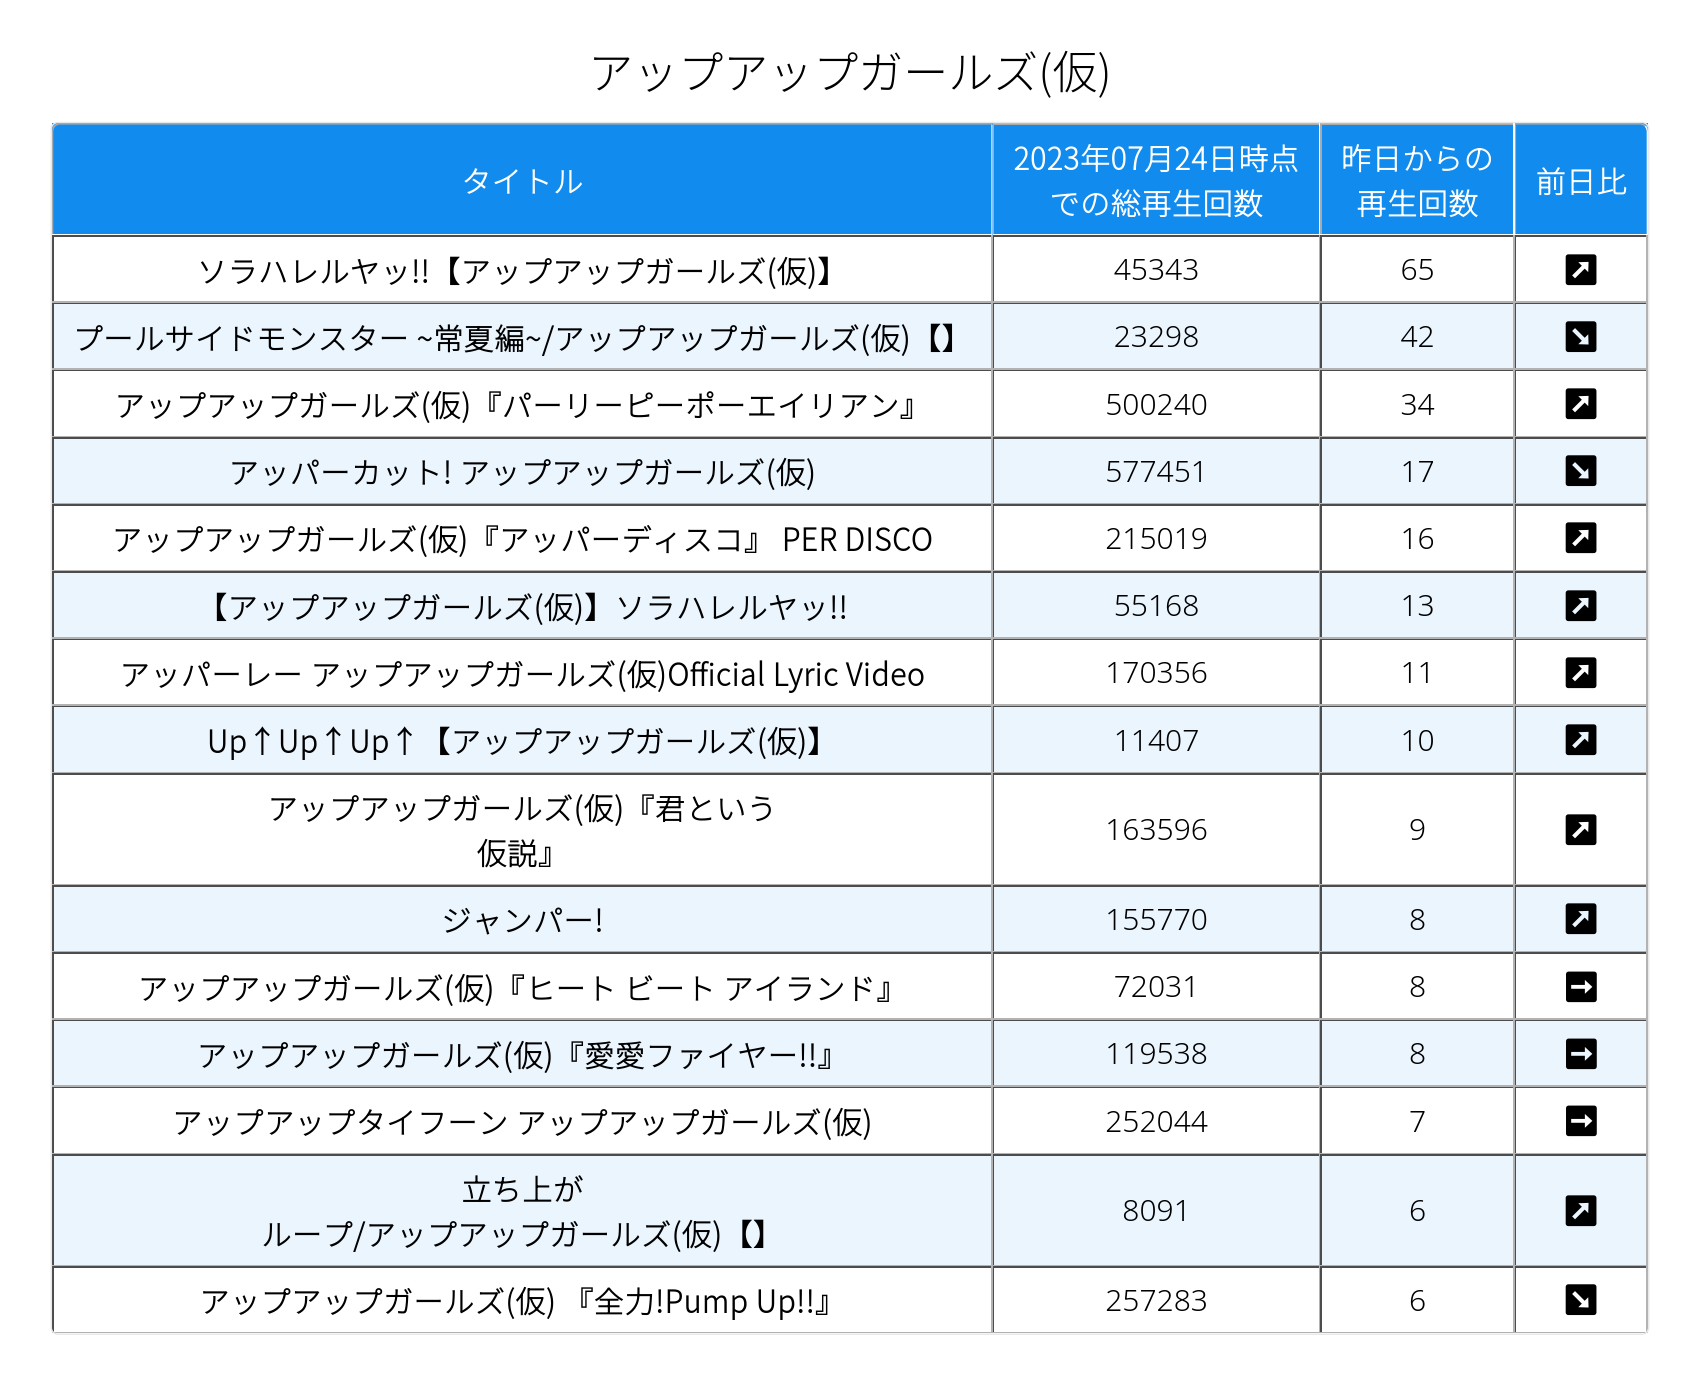 アップアップガールズ(仮)
タイトル 2023年07月24日時点 での総再生回数 昨日からの 再生回数 前日比
ソラハレルヤッ!!【アップアップガールズ(仮)】 45343 65 ↗
プールサイドモンスター ~常夏編~/アップアップガールズ(仮)【】 23298 42 ↘
アップアップガールズ(仮)『パーリーピーポーエイリアン』 500240 34 ↗
アッパーカット! アップアップガールズ(仮) 577451 17 ↘
アップアップガールズ(仮)『アッパーディスコ』 PER DISCO 215019 16 ↗
【アップアップガールズ(仮)】ソラハレルヤッ!! 55168 13 ↗
アッパーレー アップアップガールズ(仮)Official Lyric Video 170356 11 ↗
Up↑Up↑Up↑【アップアップガールズ(仮)】 11407 10 ↗
アップアップガールズ(仮)『君という
仮説』 163596 9 ↗
ジャンパー! 155770 8 ↗
アップアップガールズ(仮)『ヒート ビート アイランド』 72031 8 →
アップアップガールズ(仮)『愛愛ファイヤー!!』 119538 8 →
アップアップタイフーン アップアップガールズ(仮) 252044 7 →
立ち上が
ループ/アップアップガールズ(仮)【】 8091 6 ↗
アップアップガールズ(仮) 『全力!Pump Up!!』 257283 6 ↘